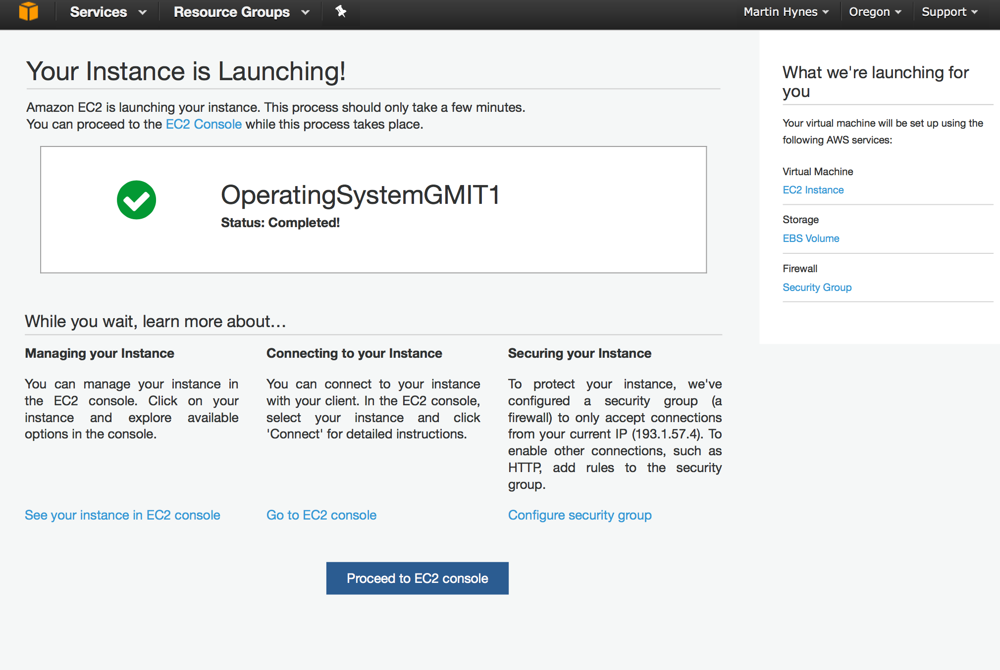 Services
Resource Groups
Martin Hynes
Oregon
Support
Your Instance is Launching!
Amazon EC2 is launching your instance. This process should only take a few minutes.
You can proceed to the EC2 Console while this process takes place.
OperatingSystemGMIT1
Status: Completed!
While you wait, learn more about...
Managing your Instance
You can manage your instance in
the EC2 console. Click on your
instance and explore available
options in the console.
See your instance in EC2 console
Connecting to your Instance
You can connect to your instance
with your client. In the EC2 console,
select your instance and click
'Connect' for detailed instructions.
Go to EC2 console
Securing your Instance
To protect your instance, we've
configured a security group (a
firewall) to only accept connections
from your current IP (193.1.57.4). To
enable other connections, such as
HTTP, add rules to the security
group.
Configure security group
Proceed to EC2 console
What we're launching for
you
Your virtual machine will be set up using the
following AWS services:
Virtual Machine
EC2 Instance
Storage
EBS Volume
Firewall
Security Group